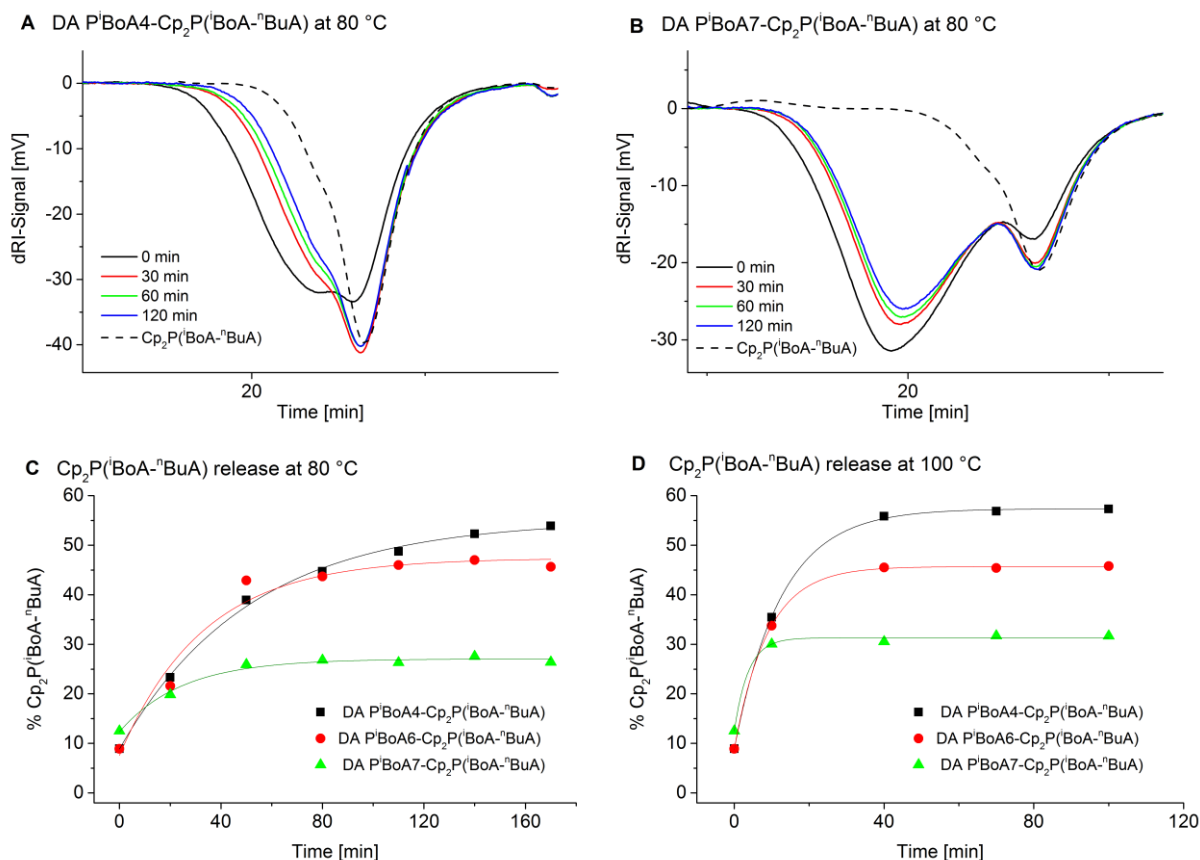 A DA PⁱBoA4-Cp₂P(ⁱBoA-ⁿBuA) at 80 °C
0
-10
-20
-30
-40
dRI-Signal [mV]
0 min
30 min
60 min
120 min
Cp₂P(ⁱBoA-ⁿBuA)
20
Time [min]
B DA PⁱBoA7-Cp₂P(ⁱBoA-ⁿBuA) at 80 °C
0
-10
-20
-30
dRI-Signal [mV]
0 min
30 min
60 min
120 min
Cp₂P(ⁱBoA-ⁿBuA)
20
Time [min]
C Cp₂P(ⁱBoA-ⁿBuA) release at 80 °C
60
50
40
30
20
10
0
% Cp₂P(ⁱBoA-ⁿBuA)
DA PⁱBoA4-Cp₂P(ⁱBoA-ⁿBuA)
DA PⁱBoA6-Cp₂P(ⁱBoA-ⁿBuA)
DA PⁱBoA7-Cp₂P(ⁱBoA-ⁿBuA)
0 40 80 120 160
Time [min]
D Cp₂P(ⁱBoA-ⁿBuA) release at 100 °C
60
50
40
30
20
10
0
% Cp₂P(ⁱBoA-ⁿBuA)
DA PⁱBoA4-Cp₂P(ⁱBoA-ⁿBuA)
DA PⁱBoA6-Cp₂P(ⁱBoA-ⁿBuA)
DA PⁱBoA7-Cp₂P(ⁱBoA-ⁿBuA)
0 40 80 120
Time [min]